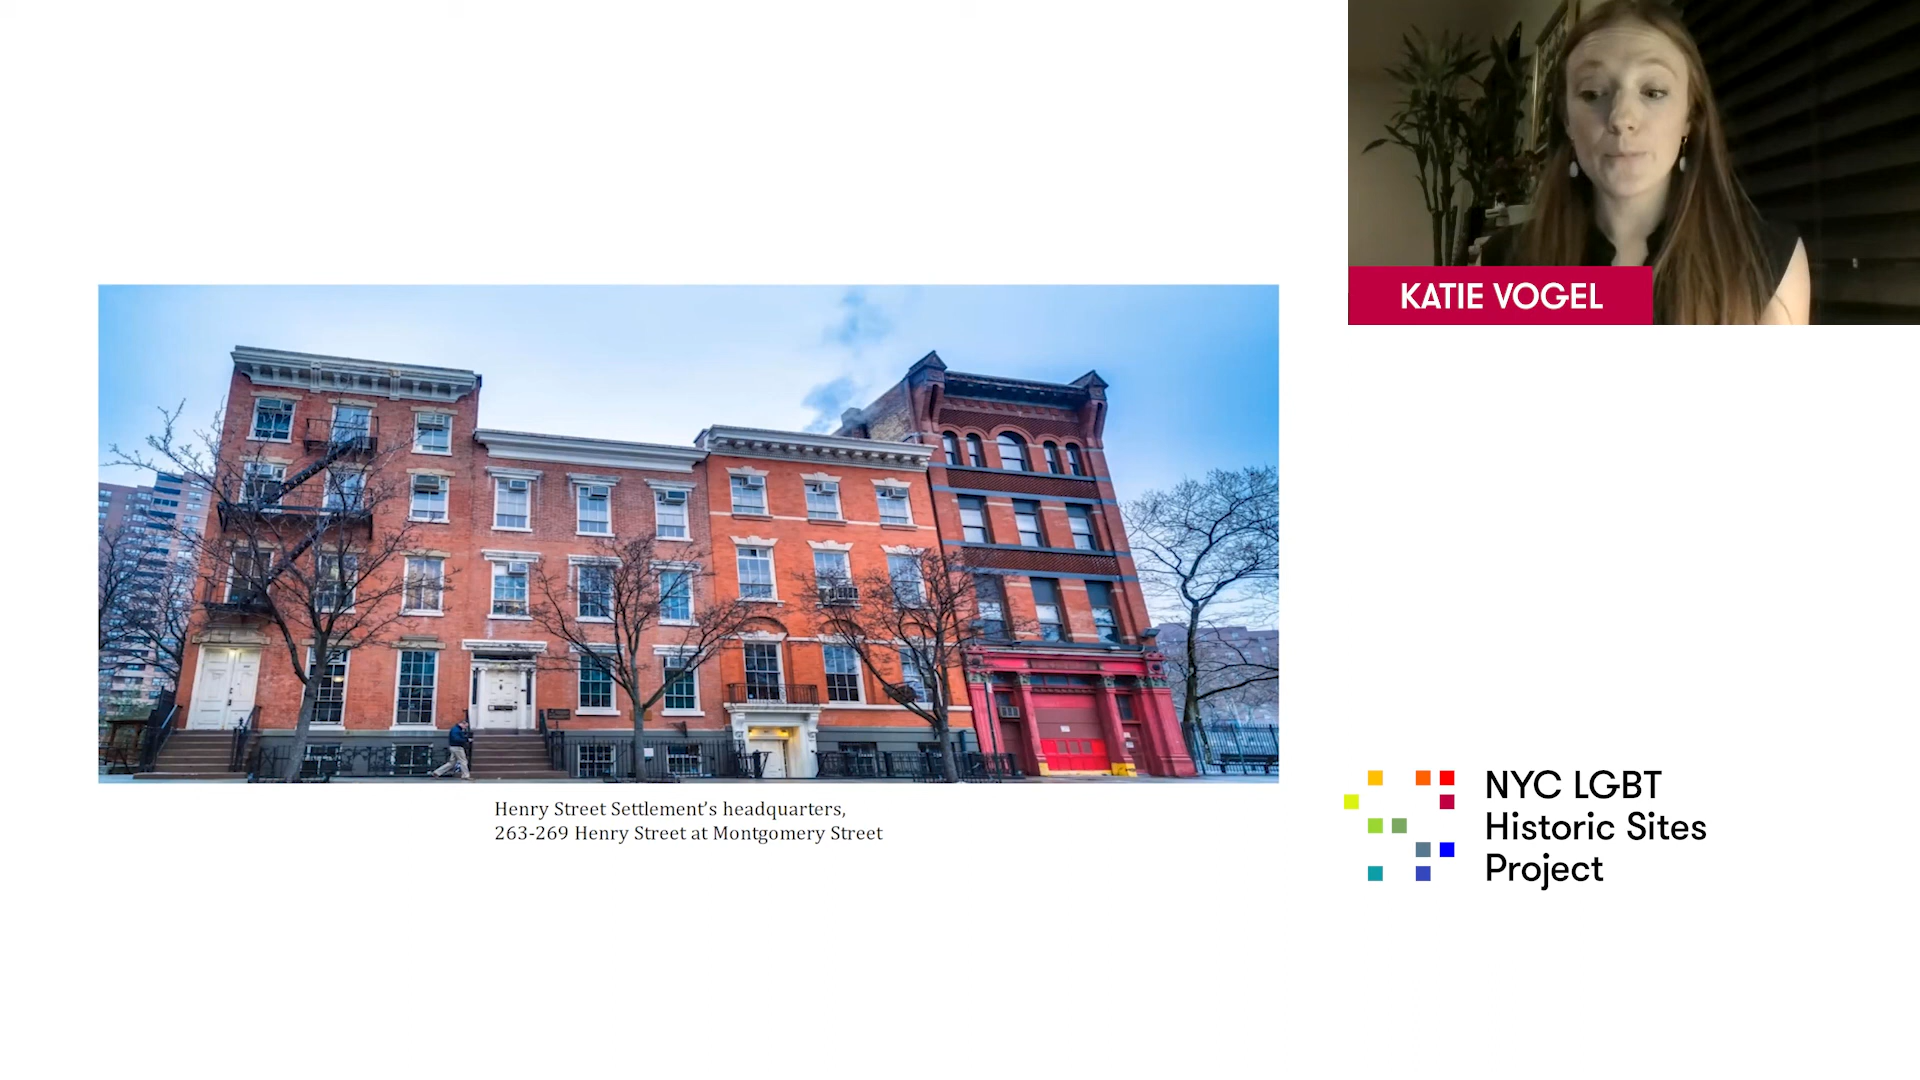 KATIE VOGEL
Henry Street Settlement’s headquarters,
263-269 Henry Street at Montgomery Street
NYC LGBT
Historic Sites
Project